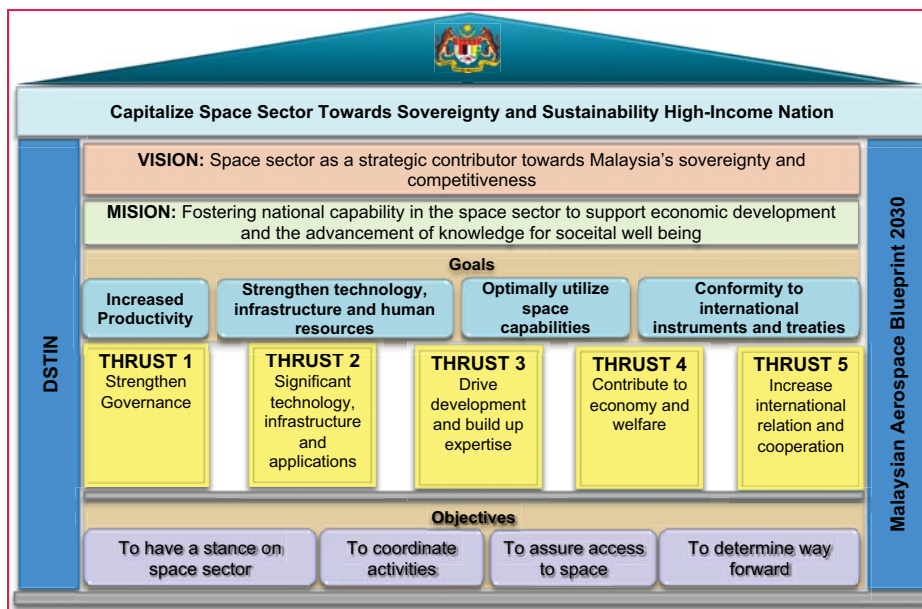 Capitalize Space Sector Towards Sovereignty and Sustainability High-Income Nation
DSTIN
VISION: Space sector as a strategic contributor towards Malaysia's sovereignty and
competitiveness
MISION: Fostering national capability in the space sector to support economic development
and the advancement of knowledge for soceital well being
Goals
Increased
Productivity
Strengthen technology,
infrastructure and human
resources
Optimally utilize
space
capabilities
Conformity to
international
instruments and treaties
THRUST 1
Strengthen
Governance
THRUST 2
Significant
technology,
infrastructure
and
applications
THRUST 3
Drive
development
and build up
expertise
THRUST 4
Contribute to
economy and
welfare
THRUST 5
Increase
international
relation and
cooperation
Objectives
To have a stance on
space sector
To coordinate
activities
To assure access
to space
To determine way
forward
Malaysian Aerospace Blueprint 2030